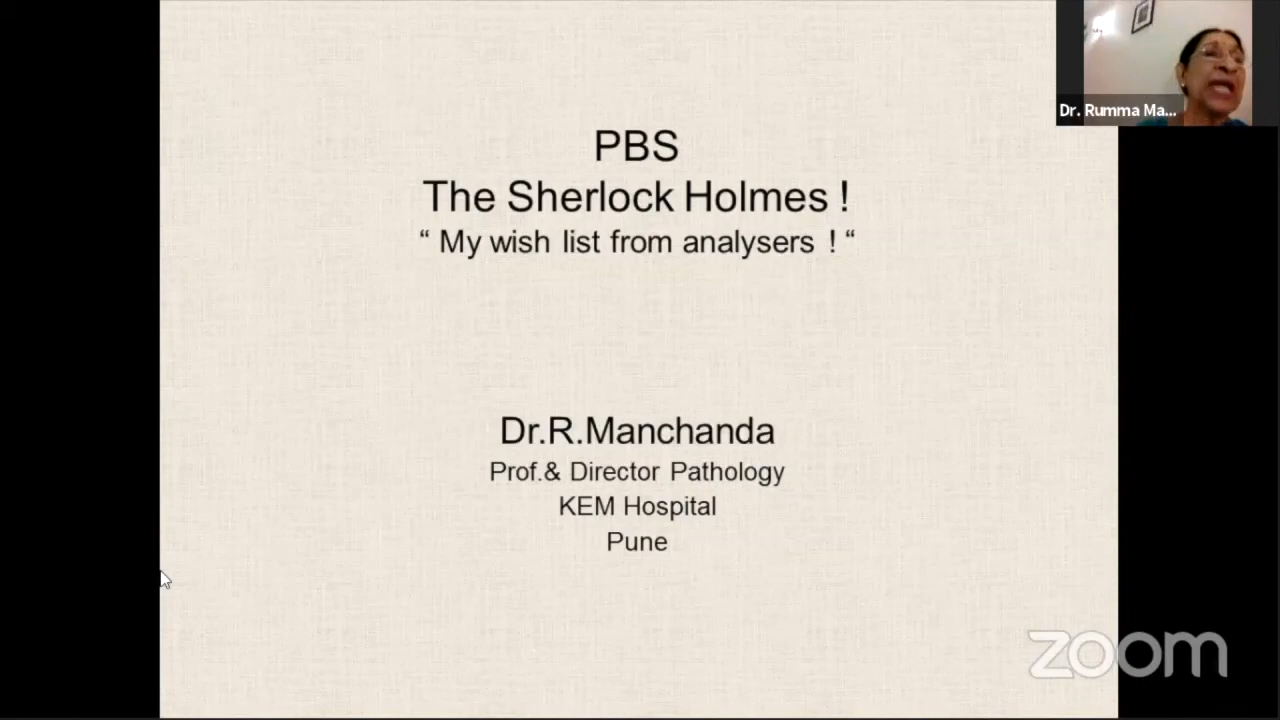 PBS
The Sherlock Holmes !
“ My wish list from analysers ! “
Dr.R.Manchanda
Prof.& Director Pathology
KEM Hospital
Pune
Dr. Rumma Ma...
zoom